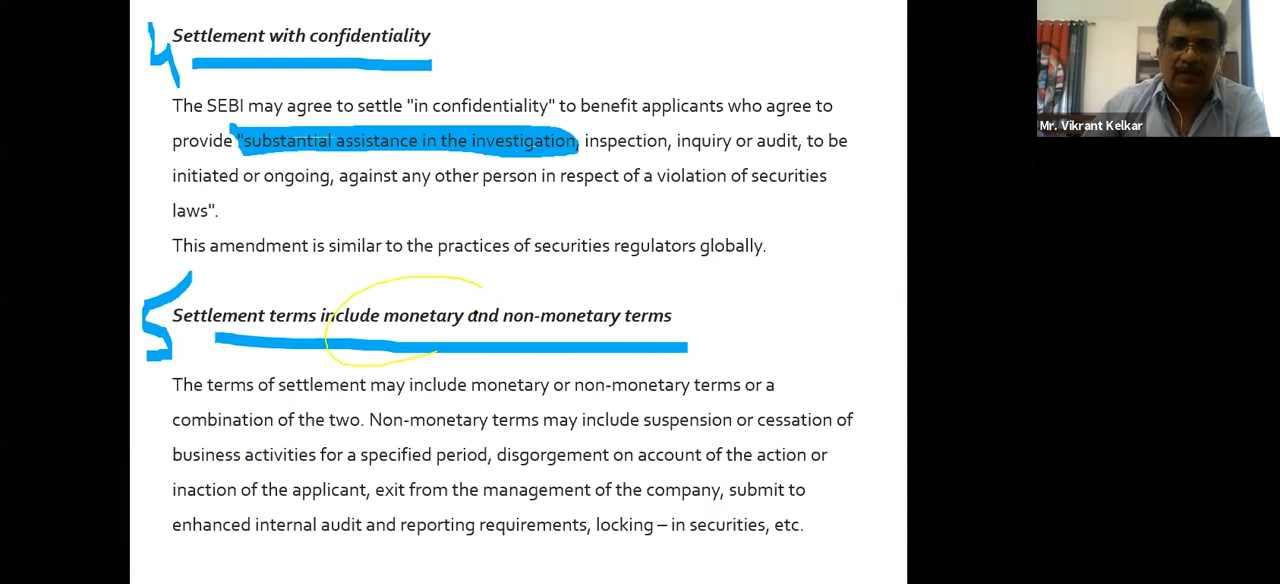 4
Settlement with confidentiality
The SEBI may agree to settle "in confidentiality" to benefit applicants who agree to
provide "substantial assistance in the investigation, inspection, inquiry or audit, to be
initiated or ongoing, against any other person in respect of a violation of securities
laws".
This amendment is similar to the practices of securities regulators globally.
5
Settlement terms include monetary and non-monetary terms
The terms of settlement may include monetary or non-monetary terms or a
combination of the two. Non-monetary terms may include suspension or cessation of
business activities for a specified period, disgorgement on account of the action or
inaction of the applicant, exit from the management of the company, submit to
enhanced internal audit and reporting requirements, locking – in securities, etc.
Mr. Vikrant Kelkar